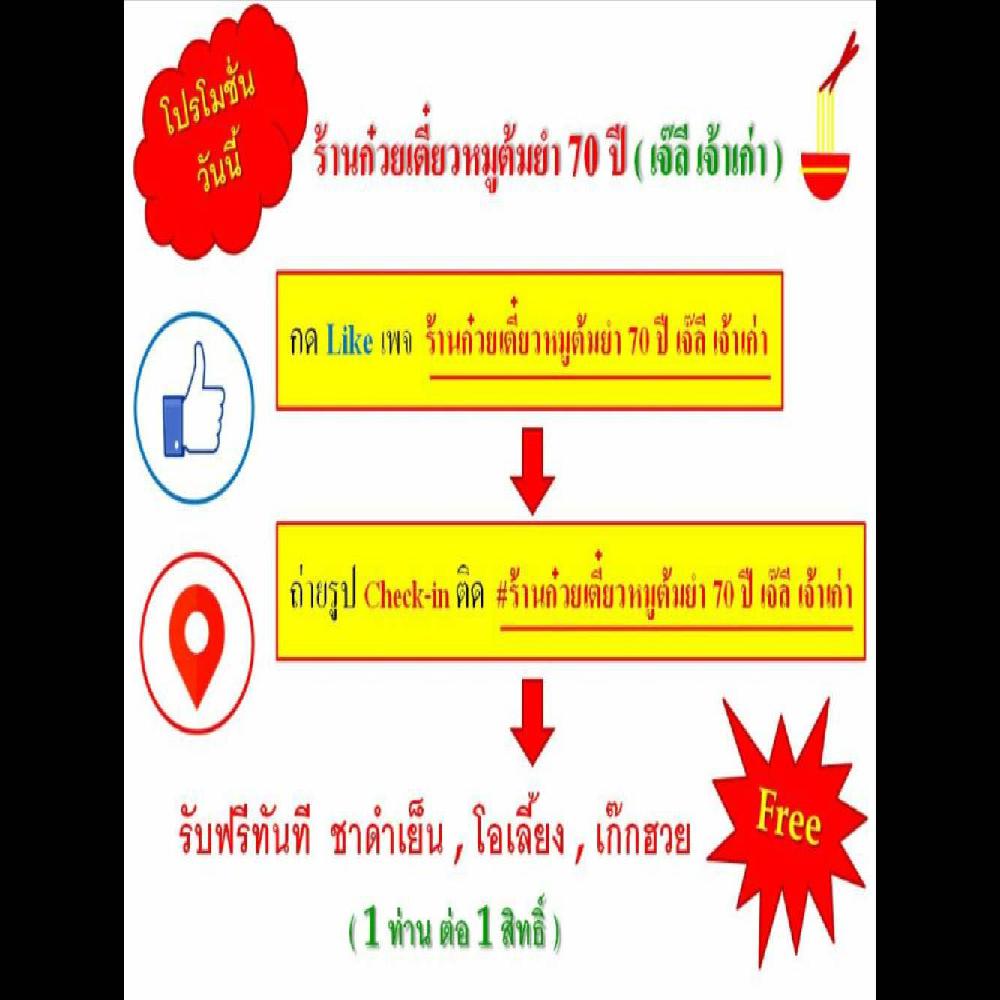 โปรโมชั่น
วันนี้
ร้านก๋วยเตี๋ยวหมูต้มยำ 70 ปี ( เจ๊ลี เจ้าเก่า )
กด Like เพจ ร้านก๋วยเตี๋ยวหมูต้มยำ 70 ปี เจ๊ลี เจ้าเก่า
ถ่ายรูป Check-in ติด #ร้านก๋วยเตี๋ยวหมูต้มยำ 70 ปี เจ๊ลี เจ้าเก่า
รับฟรีทันที ชาดำเย็น , โอเลี้ยง , เก๊กฮวย
Free
( 1 ท่าน ต่อ 1 สิทธิ์ )